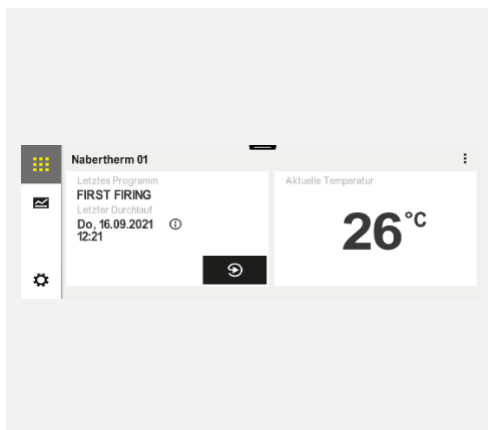 Nabertherm 01
Letztes Programm
FIRST FIRING
Letzter Durchlauf
Do, 16.09.2021
12:21
Aktuelle Temperatur
26°C